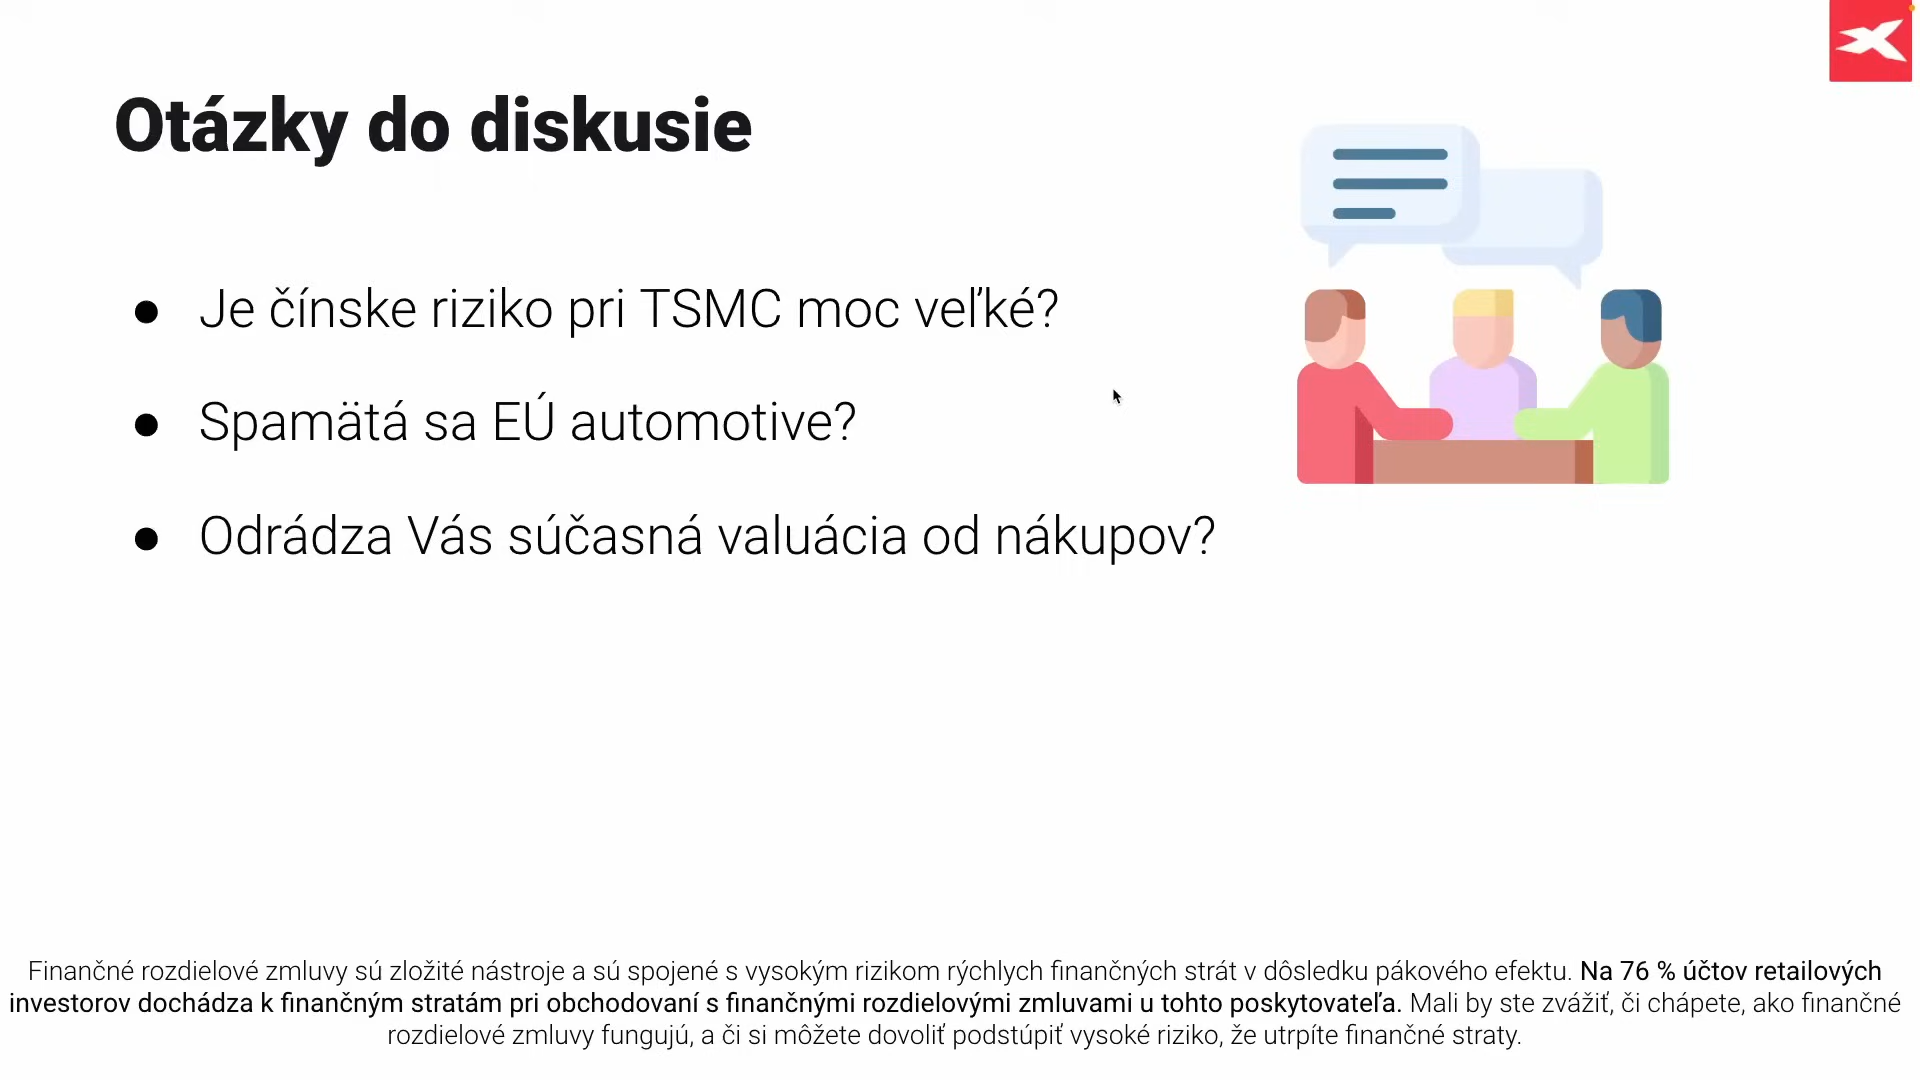 Otázky do diskusie
● Je čínske riziko pri TSMC moc veľké?
● Spamätá sa EÚ automotive?
● Odrádza Vás súčasná valuácia od nákupov?
Finančné rozdielové zmluvy sú zložité nástroje a sú spojené s vysokým rizikom rýchlych finančných strát v dôsledku pákového efektu. Na 76 % účtov retailových
investorov dochádza k finančným stratám pri obchodovaní s finančnými rozdielovými zmluvami u tohto poskytovateľa. Mali by ste zvážiť, či chápete, ako finančné
rozdielové zmluvy fungujú, a či si môžete dovoliť podstúpiť vysoké riziko, že utrpíte finančné straty.